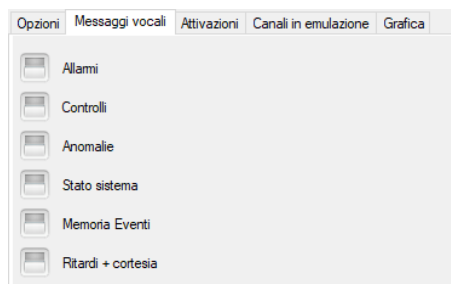 Opzioni Messaggi vocali Attivazioni Canali in emulazione Grafica
Allarmi
Controlli
Anomalie
Stato sistema
Memoria Eventi
Ritardi + cortesia